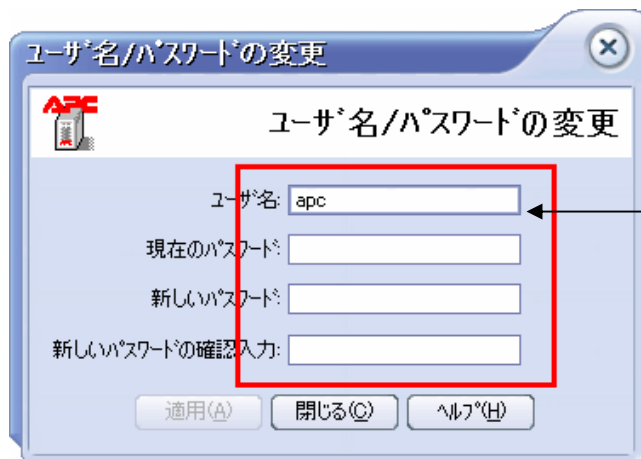 ﾕｰｻﾞ名/ﾊﾟｽﾜｰﾄﾞの変更
APC
ﾕｰｻﾞ名/ﾊﾟｽﾜｰﾄﾞの変更
ﾕｰｻﾞ名: apc
現在のﾊﾟｽﾜｰﾄﾞ:
新しいﾊﾟｽﾜｰﾄﾞ:
新しいﾊﾟｽﾜｰﾄﾞの確認入力:
適用(A) 閉じる(C) ﾍﾙﾌﾟ(H)